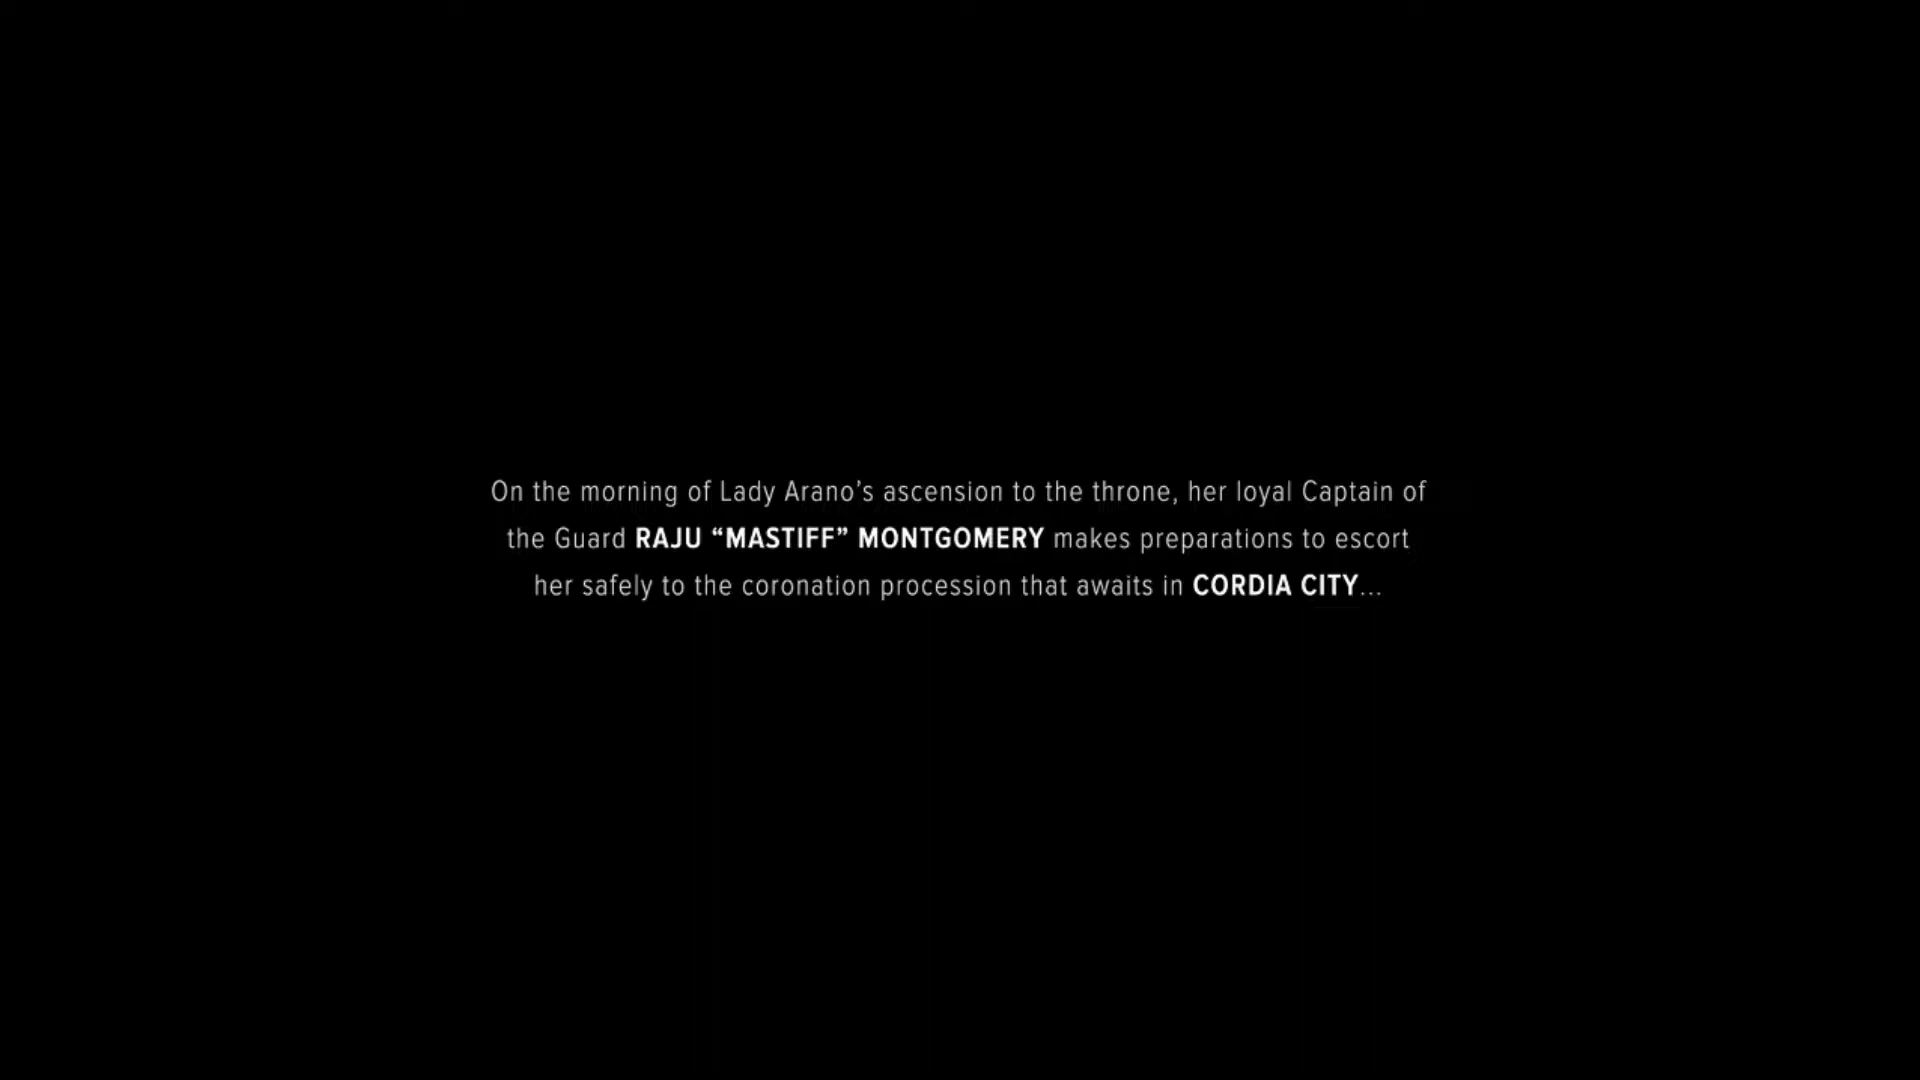 On the morning of Lady Arano’s ascension to the throne, her loyal Captain of
the Guard RAJU “MASTIFF” MONTGOMERY makes preparations to escort
her safely to the coronation procession that awaits in CORDIA CITY...